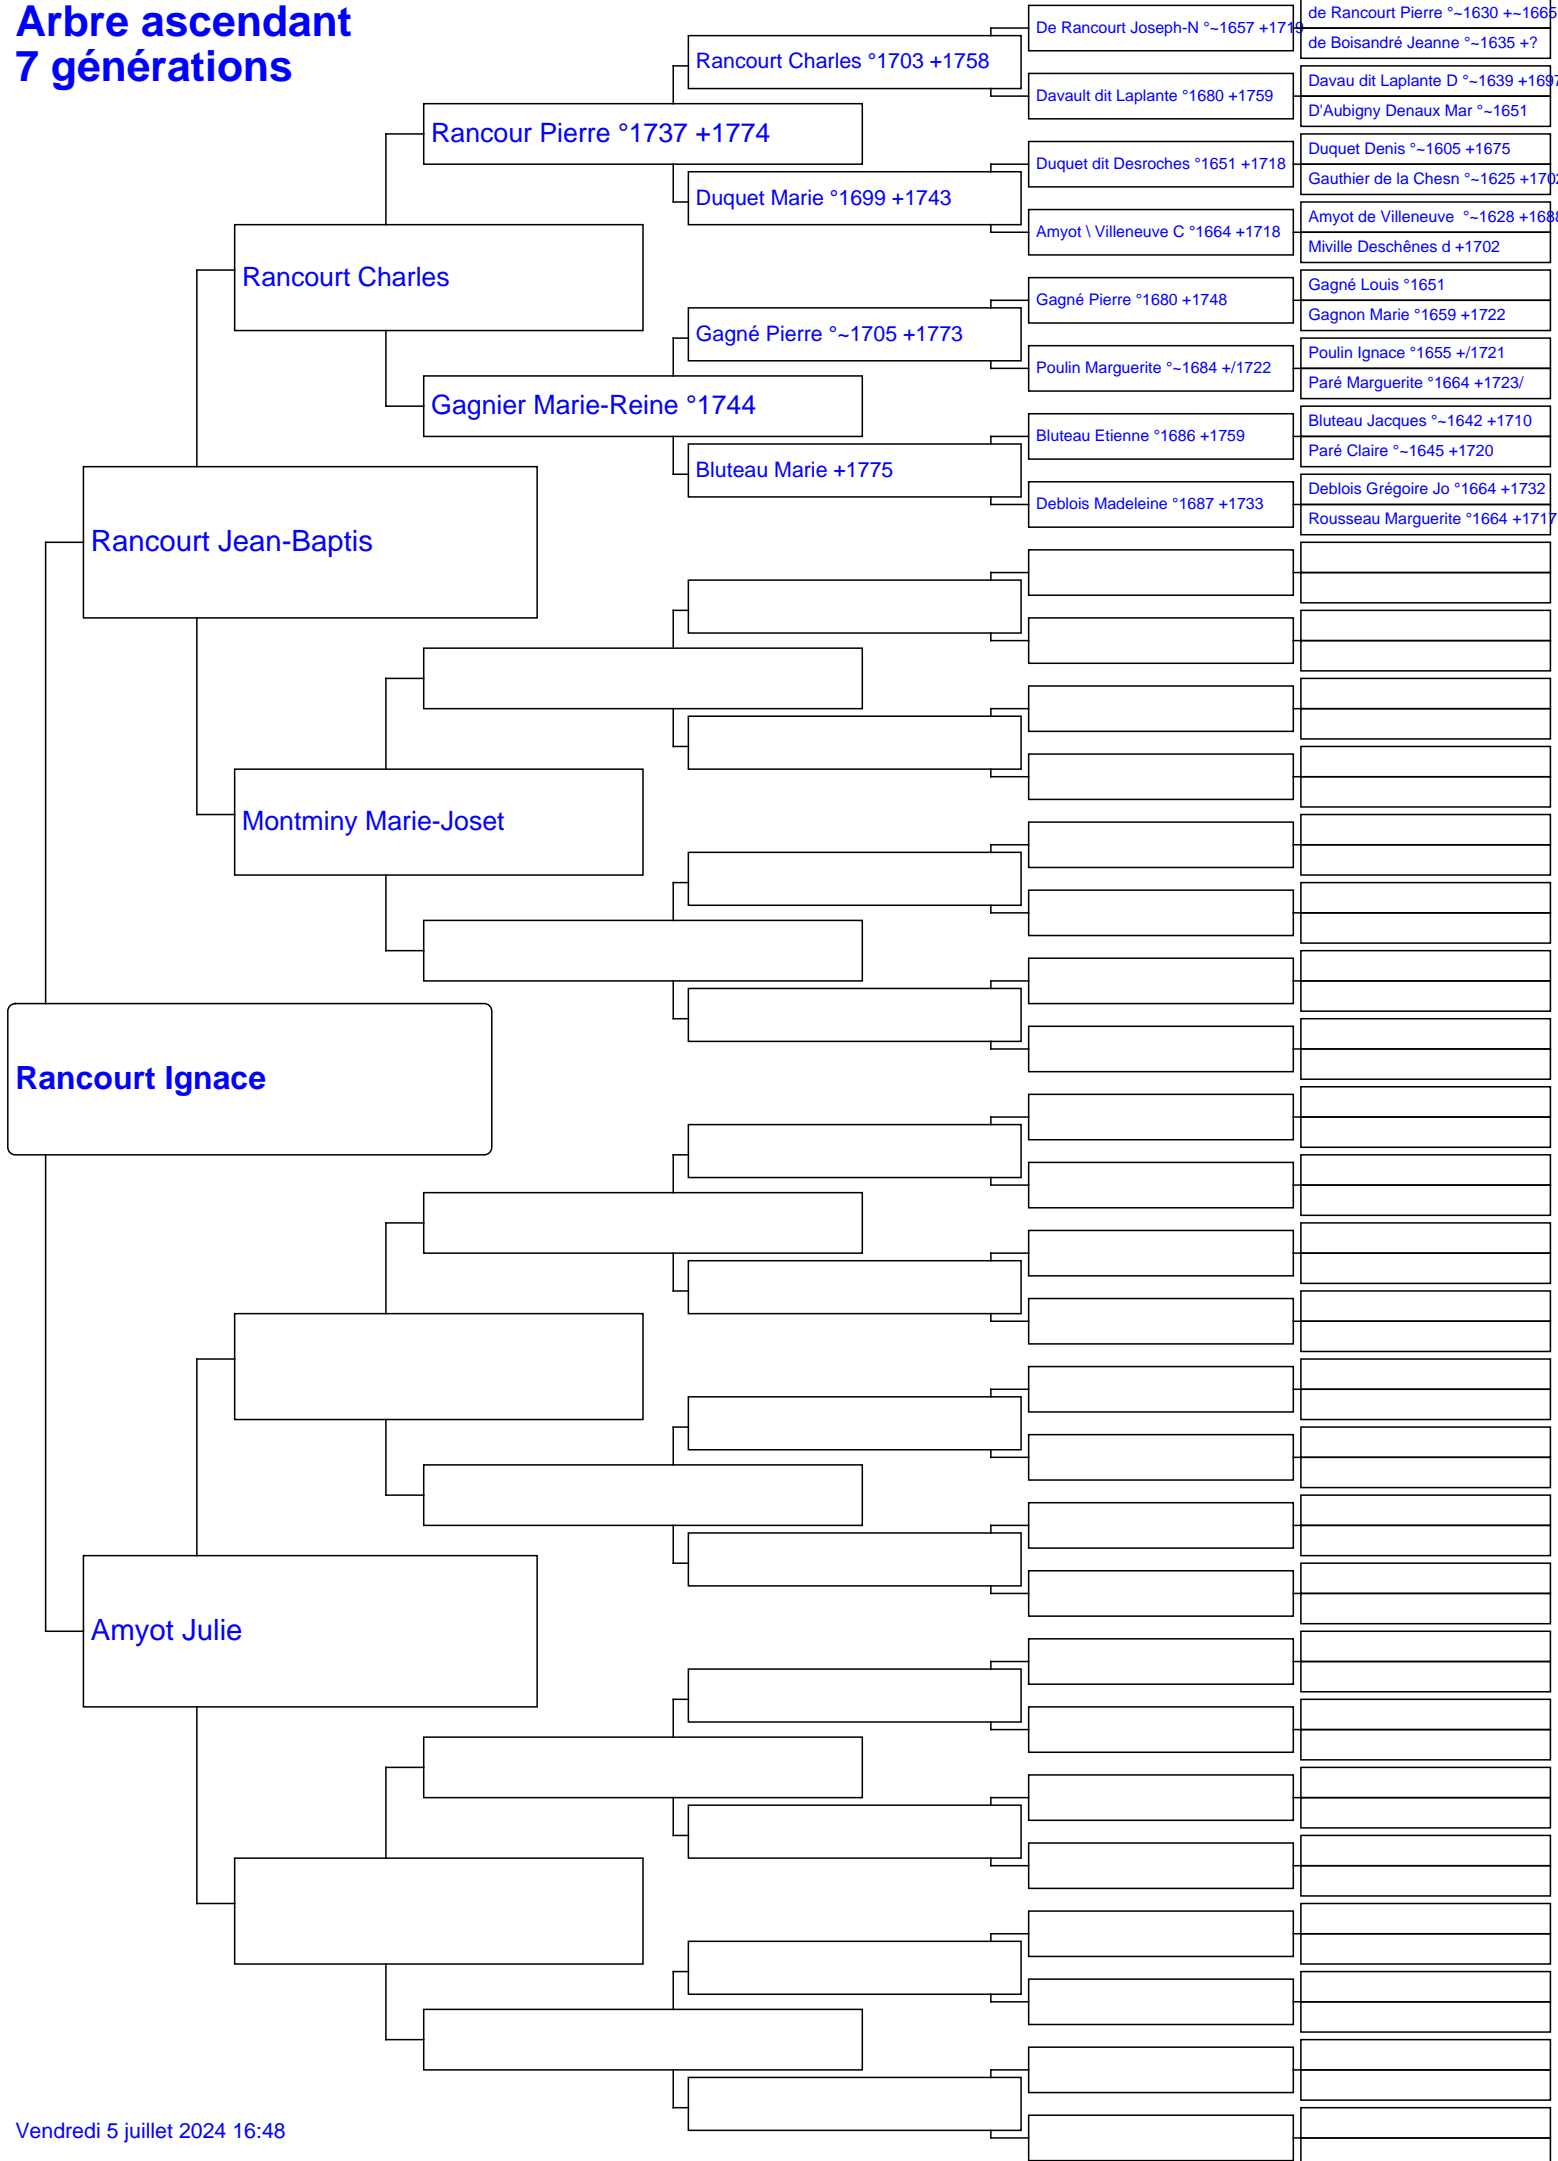 Arbre ascendant
7 générations
Rancourt Ignace
Rancourt Jean-Baptis
Amyot Julie
Rancourt Charles
Montminy Marie-Joset
Rancour Pierre °1737 +1774
Gagnier Marie-Reine °1744
Rancourt Charles °1703 +1758
Duquet Marie °1699 +1743
Gagné Pierre °~1705 +1773
Bluteau Marie +1775
De Rancourt Joseph-N °~1657 +1719
Davault dit Laplante °1680 +1759
Duquet dit Desroches °1651 +1718
Amyot \ Villeneuve C °1664 +1718
Gagné Pierre °1680 +1748
Poulin Marguerite °~1684 +/1722
Bluteau Etienne °1686 +1759
Deblois Madeleine °1687 +1733
de Rancourt Pierre °~1630 +~1665
de Boisandré Jeanne °~1635 +?
Davau dit Laplante D °~1639 +1697
D'Aubigny Denaux Mar °~1651
Duquet Denis °~1605 +1675
Gauthier de la Chesn °~1625 +1702
Amyot de Villeneuve °~1628 +1688
Miville Deschênes d +1702
Gagné Louis °1651
Gagnon Marie °1659 +1722
Poulin Ignace °1655 +/1721
Paré Marguerite °1664 +1723/
Bluteau Jacques °~1642 +1710
Paré Claire °~1645 +1720
Deblois Grégoire Jo °1664 +1732
Rousseau Marguerite °1664 +1717
Vendredi 5 juillet 2024 16:48